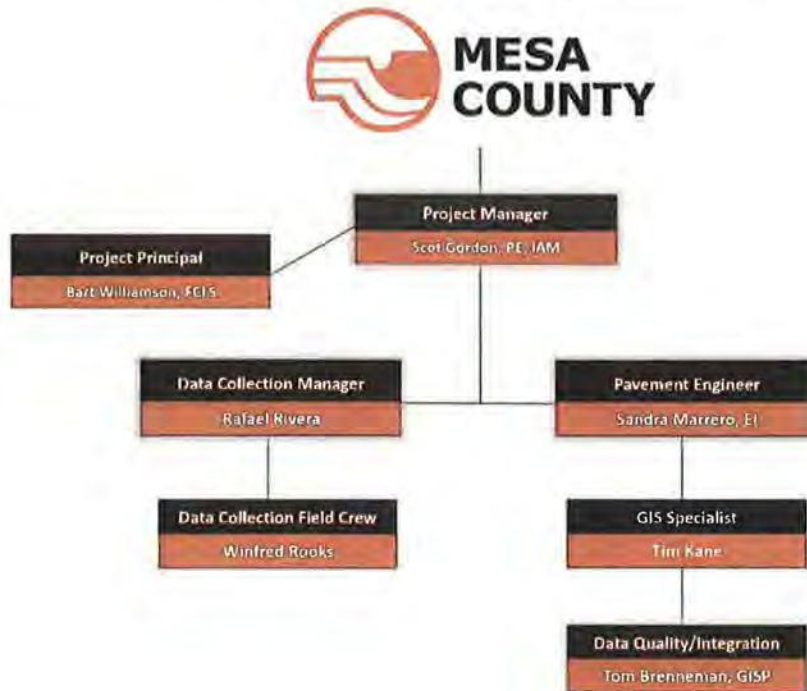 MESA
COUNTY
Project Manager
Scot Gordon, PE, IAM
Project Principal
Bart Williamson, FCLS
Data Collection Manager
Rafael Rivera
Pavement Engineer
Sandra Marrero, EI
Data Collection Field Crew
Winfred Rooks
GIS Specialist
Tim Kane
Data Quality/Integration
Tom Brenneman, GISP